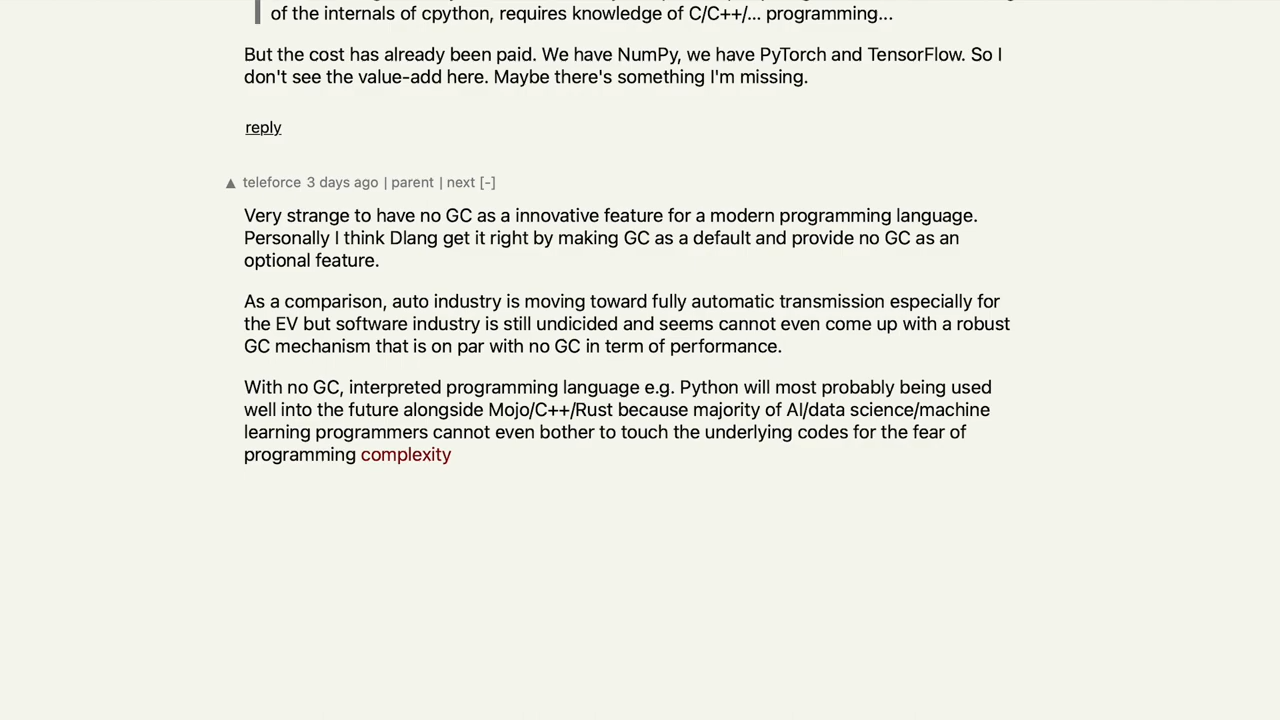 of the internals of cpython, requires knowledge of C/C++/... programming...
But the cost has already been paid. We have NumPy, we have PyTorch and TensorFlow. So I
don't see the value-add here. Maybe there's something I'm missing.
reply
▲ teleforce 3 days ago | parent | next [-]
Very strange to have no GC as a innovative feature for a modern programming language.
Personally I think Dlang get it right by making GC as a default and provide no GC as an
optional feature.
As a comparison, auto industry is moving toward fully automatic transmission especially for
the EV but software industry is still undicided and seems cannot even come up with a robust
GC mechanism that is on par with no GC in term of performance.
With no GC, interpreted programming language e.g. Python will most probably being used
well into the future alongside Mojo/C++/Rust because majority of AI/data science/machine
learning programmers cannot even bother to touch the underlying codes for the fear of
programming complexity